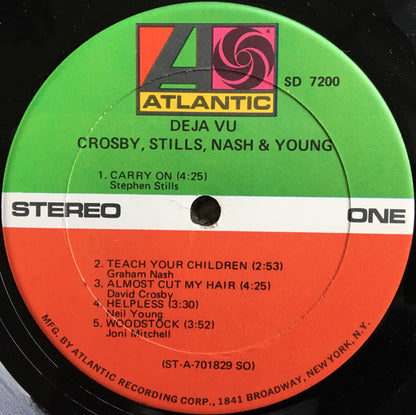 ATLANTIC
SD 7200
DEJA VU
CROSBY, STILLS, NASH & YOUNG
1. CARRY ON (4:25)
Stephen Stills
STEREO
ONE
2. TEACH YOUR CHILDREN (2:53)
Graham Nash
3. ALMOST CUT MY HAIR (4:25)
David Crosby
4. HELPLESS (3:30)
Neil Young
5. WOODSTOCK (3:52)
Joni Mitchell
(ST-A-701829 SO)
MFG. BY ATLANTIC RECORDING CORP., 1841 BROADWAY, NEW YORK, N.Y.